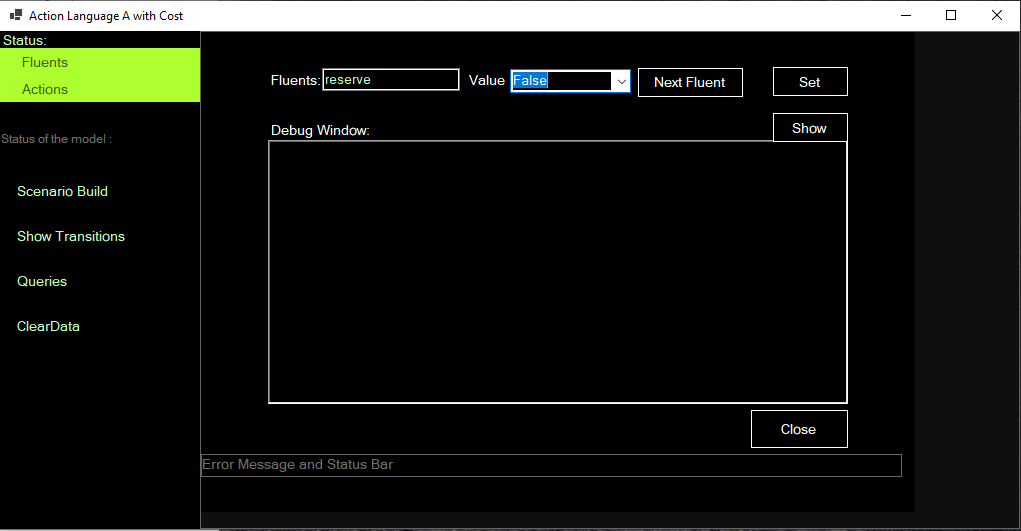 Action Language A with Cost
Status:
Fluents
Actions
Status of the model :
Scenario Build
Show Transitions
Queries
ClearData
Fluents: reserve Value False Next Fluent Set
Debug Window: Show
Close
Error Message and Status Bar